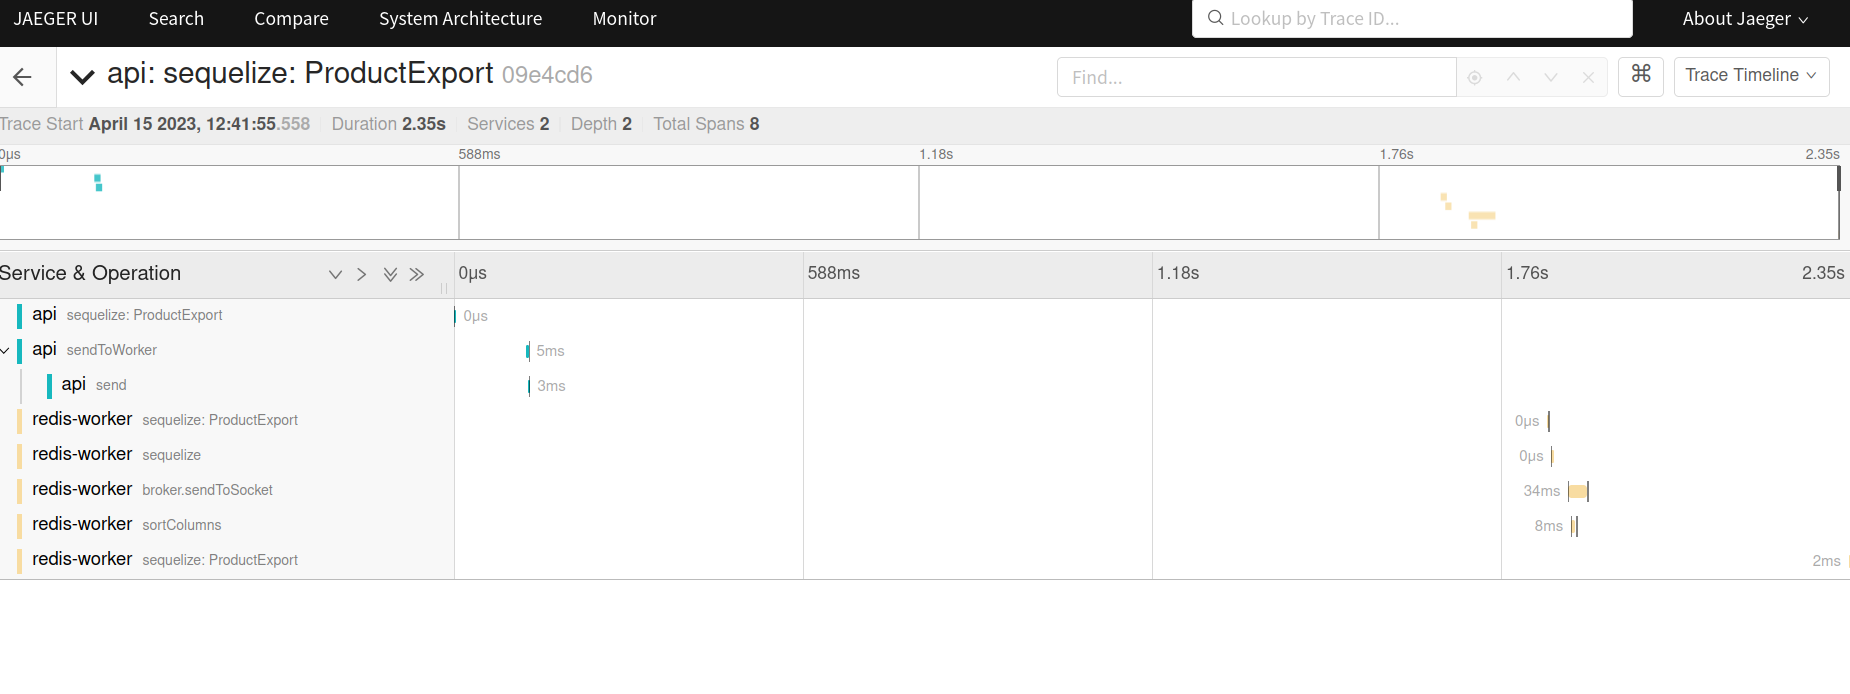 JAEGER UI Search Compare System Architecture Monitor Lookup by Trace ID... About Jaeger
api: sequelize: ProductExport 09e4cd6 Find... ⌘ Trace Timeline
Trace Start April 15 2023, 12:41:55.558 Duration 2.35s Services 2 Depth 2 Total Spans 8
0μs 588ms 1.18s 1.76s 2.35s
Service & Operation 0μs 588ms 1.18s 1.76s 2.35s
api sequelize: ProductExport 0μs
api sendToWorker 5ms
api send 3ms
redis-worker sequelize: ProductExport 0μs
redis-worker sequelize 0μs
redis-worker broker.sendToSocket 34ms
redis-worker sortColumns 8ms
redis-worker sequelize: ProductExport 2ms